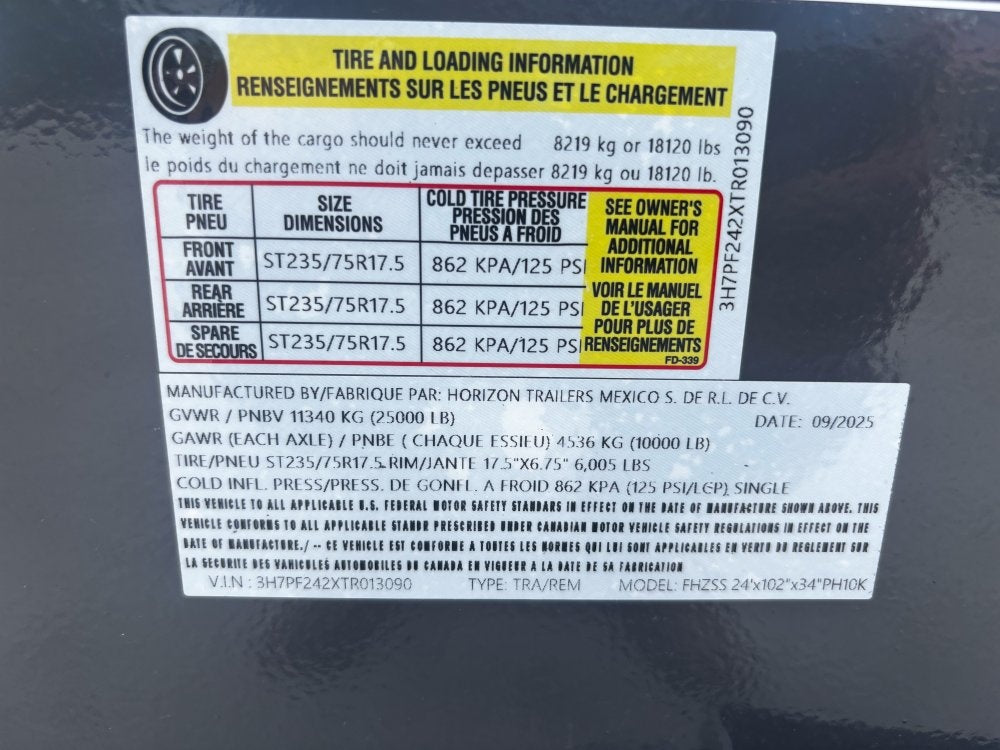 TIRE AND LOADING INFORMATION
RENSEIGNEMENTS SUR LES PNEUS ET LE CHARGEMENT
The weight of the cargo should never exceed 8219 kg or 18120 lbs
le poids du chargement ne doit jamais depasser 8219 kg ou 18120 lb.
TIRE
PNEU
SIZE
DIMENSIONS
COLD TIRE PRESSURE
PRESSION DES
PNEUS A FROID
FRONT
AVANT
ST235/75R17.5
862 KPA/125 PSI
REAR
ARRIÈRE
ST235/75R17.5
862 KPA/125 PSI
SPARE
DE SECOURS
ST235/75R17.5
862 KPA/125 PSI
SEE OWNER'S
MANUAL FOR
ADDITIONAL
INFORMATION
VOIR LE MANUEL
DE L'USAGER
POUR PLUS DE
RENSEIGNEMENTS
FD-339
3H7PF242XTR013090
MANUFACTURED BY/FABRIQUE PAR: HORIZON TRAILERS MEXICO S. DE R.L. DE C.V.
GVWR / PNBV 11340 KG (25000 LB) DATE: 09/2025
GAWR (EACH AXLE) / PNBE ( CHAQUE ESSIEU) 4536 KG (10000 LB)
TIRE/PNEU ST235/75R17.5 RIM/JANTE 17.5"X6.75" 6,005 LBS
COLD INFL. PRESS/PRESS. DE GONFL. A FROID 862 KPA (125 PSI/LCP) SINGLE
THIS VEHICLE TO ALL APPLICABLE U.S. FEDERAL MOTOR SAFETY STANDARS IN EFFECT ON THE DATE OF MANUFACTURE SHOWN ABOVE. THIS
VEHICLE CONFORMS TO ALL APPLICABLE STANDR PRESCRIBED UNDER CANADIAN MOTOR VEHICLE SAFETY REGULATIONS IN EFFECT ON THE
DATE OF MANUFACTURE./ -- CE VEHICLE EST CONFORME A TOUTES LES NORMES QUI LUI SONT APPLICABLES EN VERTU DU REGLEMENT SUR
LA SECURITE DES VAHICULES AUTOMOBILES DU CANADA EN VIGUEUR A LA DATE DE SA FABRICATION
V.I.N : 3H7PF242XTR013090 TYPE: TRA/REM MODEL: FHZSS 24'x102"x34"PH10K